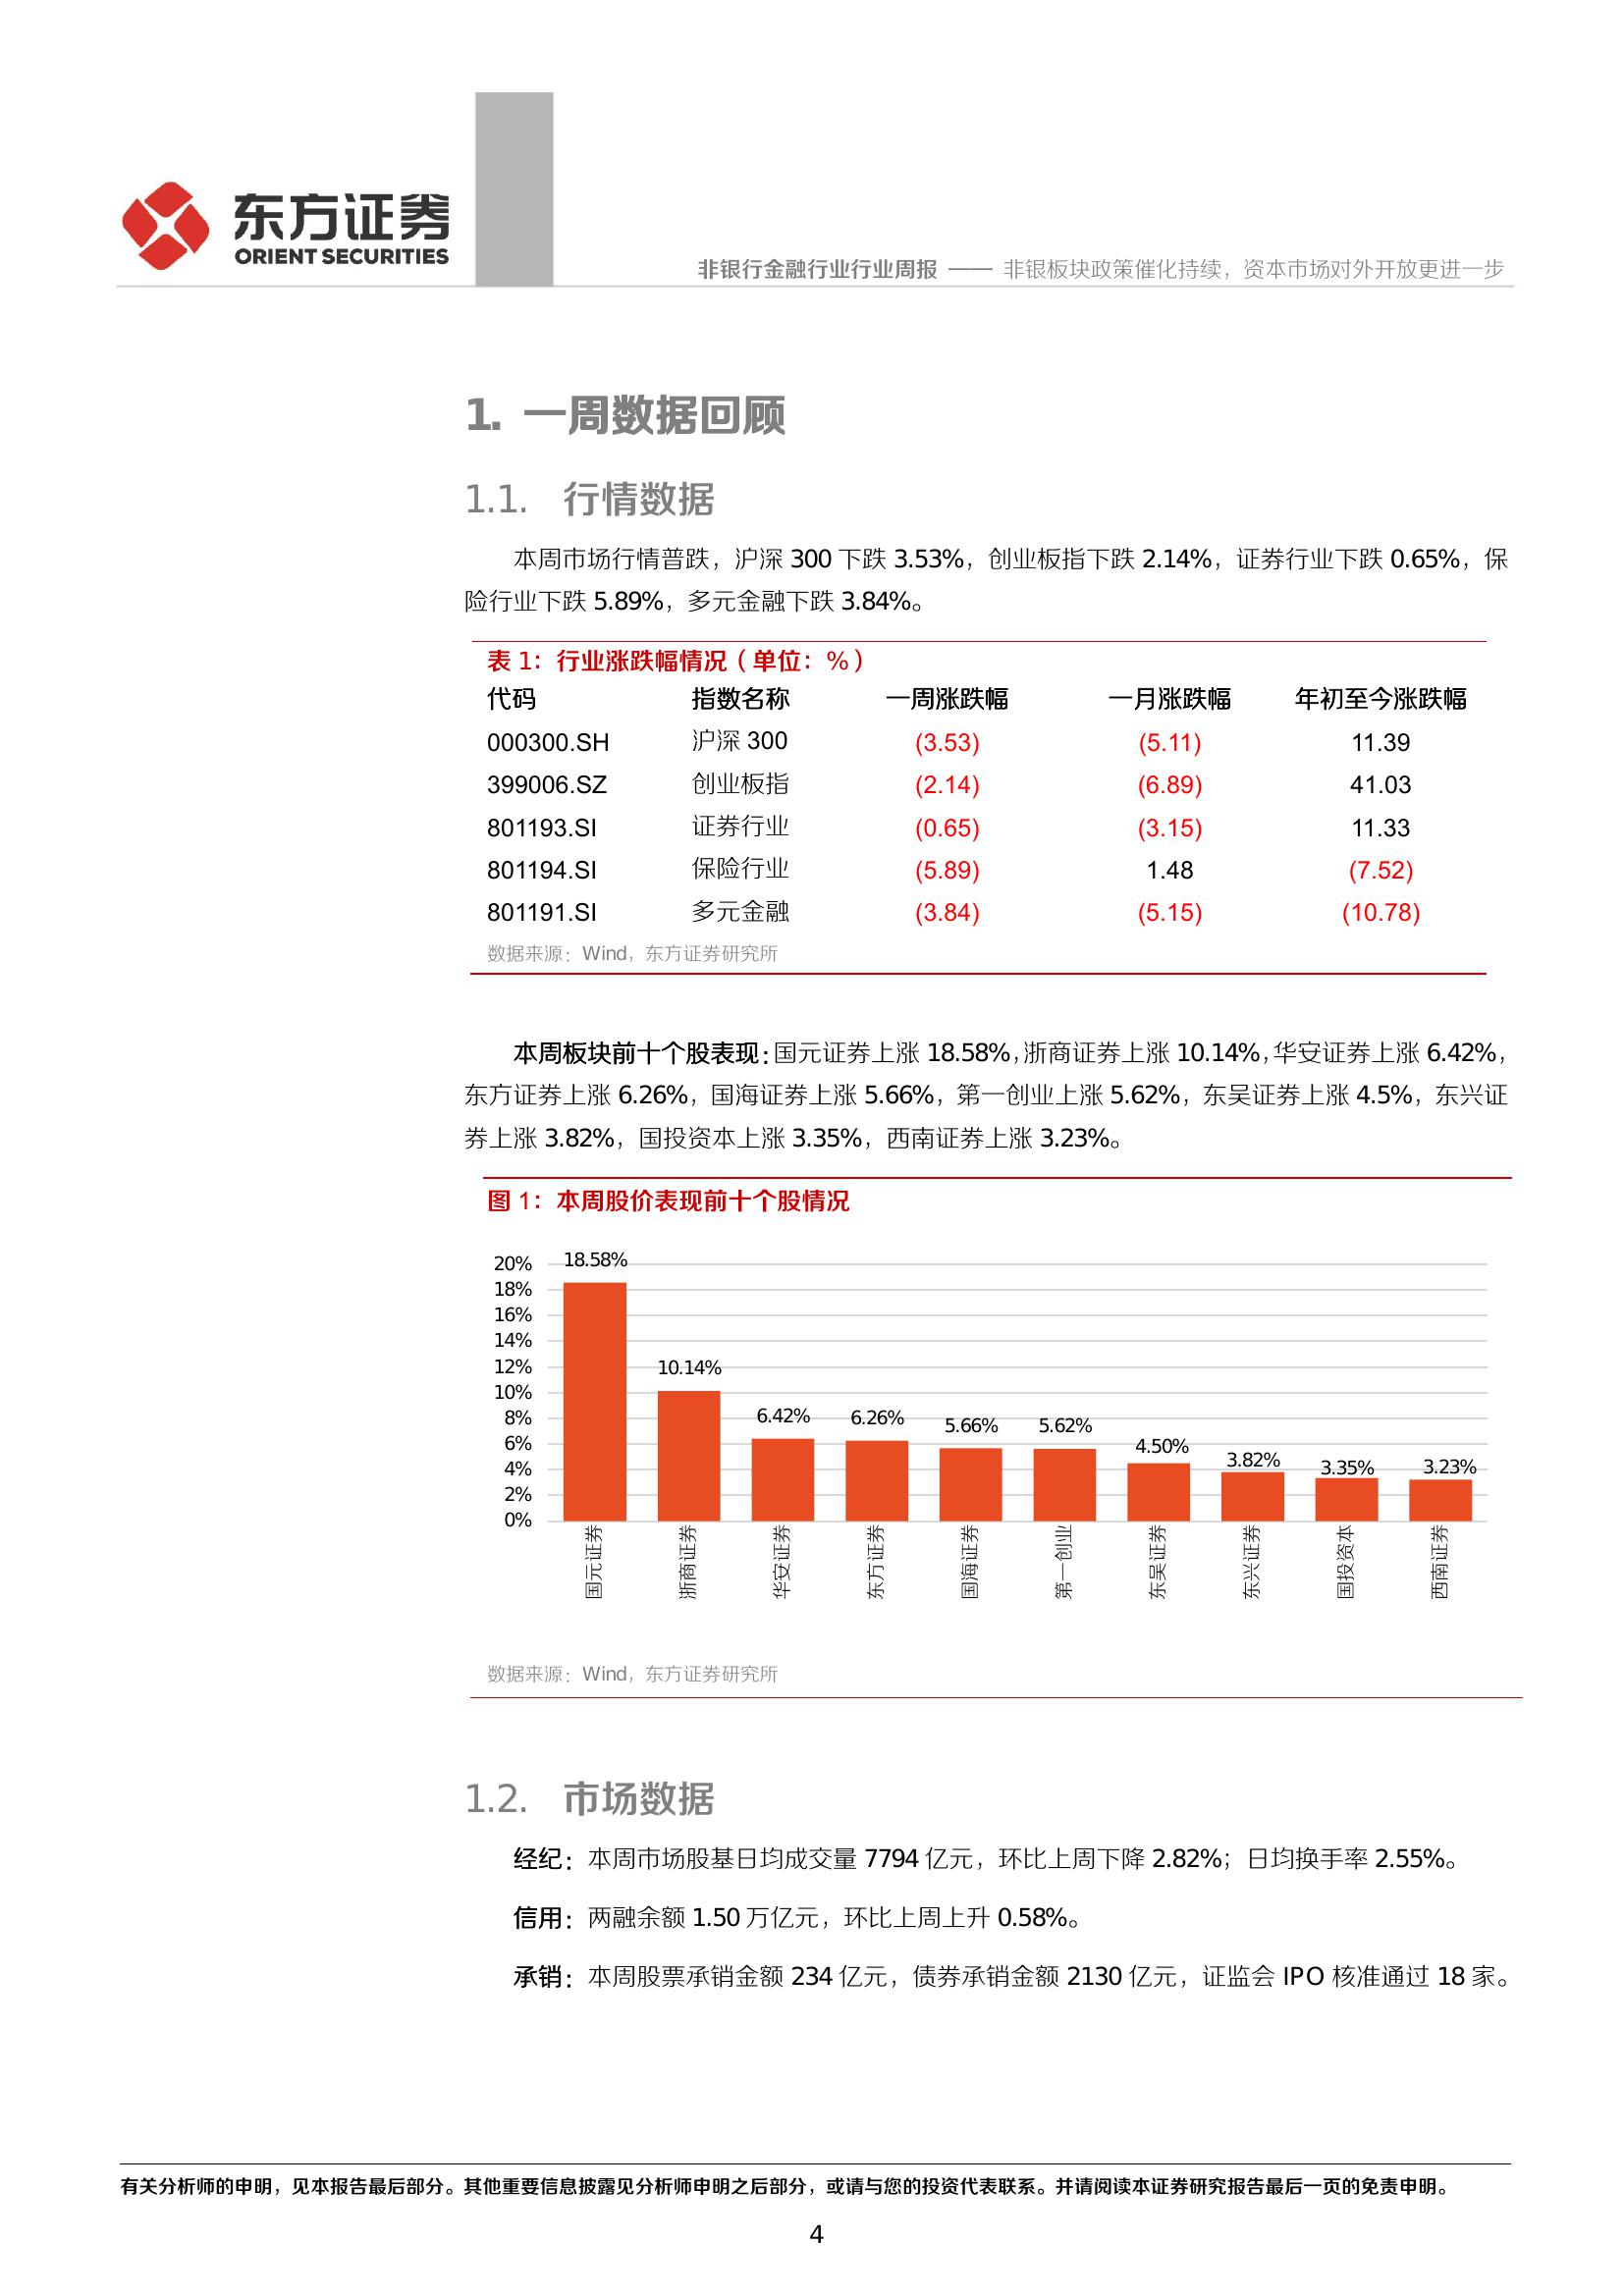 东方证券
ORIENT SECURITIES
非银行金融行业行业周报 —— 非银板块政策催化持续，资本市场对外开放更进一步
1. 一周数据回顾
1.1. 行情数据
本周市场行情普跌，沪深 300 下跌 3.53%，创业板指下跌 2.14%，证券行业下跌 0.65%，保
险行业下跌 5.89%，多元金融下跌 3.84%。
表 1：行业涨跌幅情况（单位：%）
代码 指数名称 一周涨跌幅 一月涨跌幅 年初至今涨跌幅
000300.SH 沪深 300 (3.53) (5.11) 11.39
399006.SZ 创业板指 (2.14) (6.89) 41.03
801193.SI 证券行业 (0.65) (3.15) 11.33
801194.SI 保险行业 (5.89) 1.48 (7.52)
801191.SI 多元金融 (3.84) (5.15) (10.78)
数据来源：Wind，东方证券研究所
本周板块前十个股表现：国元证券上涨 18.58%，浙商证券上涨 10.14%，华安证券上涨 6.42%，
东方证券上涨 6.26%，国海证券上涨 5.66%，第一创业上涨 5.62%，东吴证券上涨 4.5%，东兴证
券上涨 3.82%，国投资本上涨 3.35%，西南证券上涨 3.23%。
图 1：本周股价表现前十个股情况
20%
18%
16%
14%
12%
10%
8%
6%
4%
2%
0%
18.58%
10.14%
6.42%
6.26%
5.66%
5.62%
4.50%
3.82%
3.35%
3.23%
国元证券
浙商证券
华安证券
东方证券
国海证券
第一创业
东吴证券
东兴证券
国投资本
西南证券
数据来源：Wind，东方证券研究所
1.2. 市场数据
经纪：本周市场股基日均成交量 7794 亿元，环比上周下降 2.82%；日均换手率 2.55%。
信用：两融余额 1.50 万亿元，环比上周上升 0.58%。
承销：本周股票承销金额 234 亿元，债券承销金额 2130 亿元，证监会 IPO 核准通过 18 家。
有关分析师的申明，见本报告最后部分。其他重要信息披露见分析师申明之后部分，或请与您的投资代表联系。并请阅读本证券研究报告最后一页的免责申明。
4